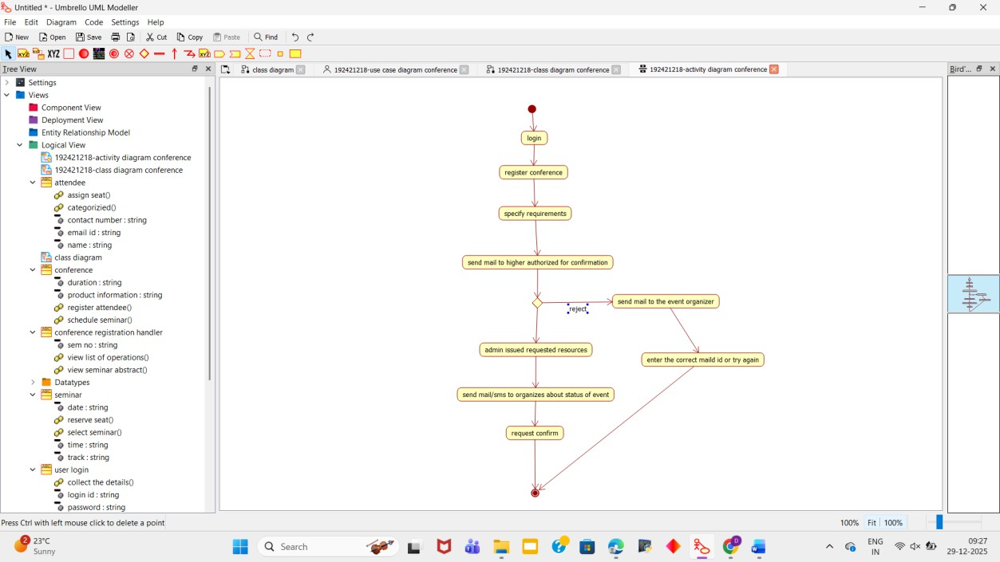 Untitled * - Umbrello UML Modeller
File Edit Diagram Code Settings Help
New Open Save Cut Copy Paste Find
XYZ
Tree View
class diagram
192421218-use case diagram conference
192421218-class diagram conference
192421218-activity diagram conference
Bird'...
Settings
Views
Component View
Deployment View
Entity Relationship Model
Logical View
192421218-activity diagram conference
192421218-class diagram conference
attendee
assign seat()
categorizied()
contact number : string
email id : string
name : string
class diagram
conference
duration : string
product information : string
register attendee()
schedule seminar()
conference registration handler
sem no : string
view list of operations()
view seminar abstract()
Datatypes
seminar
date : string
reserve seat()
select seminar()
time : string
track : string
user login
collect the details()
login id : string
password : string
login
register conference
specify requirements
send mail to higher authorized for confirmation
reject
send mail to the event organizer
admin issued requested resources
enter the correct maild id or try again
send mail/sms to organizes about status of event
request confirm
Press Ctrl with left mouse click to delete a point
100% Fit 100%
2
23°C
Sunny
Search
ENG
IN
09:27
29-12-2025